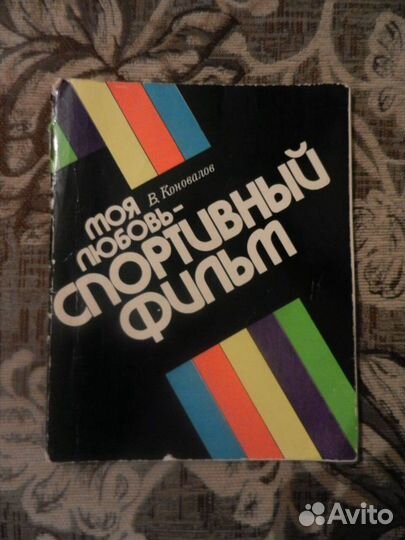 В. Коновалов
МОЯ
ЛЮБОВЬ-
СПОРТИВНЫЙ
ФИЛЬМ
Avito